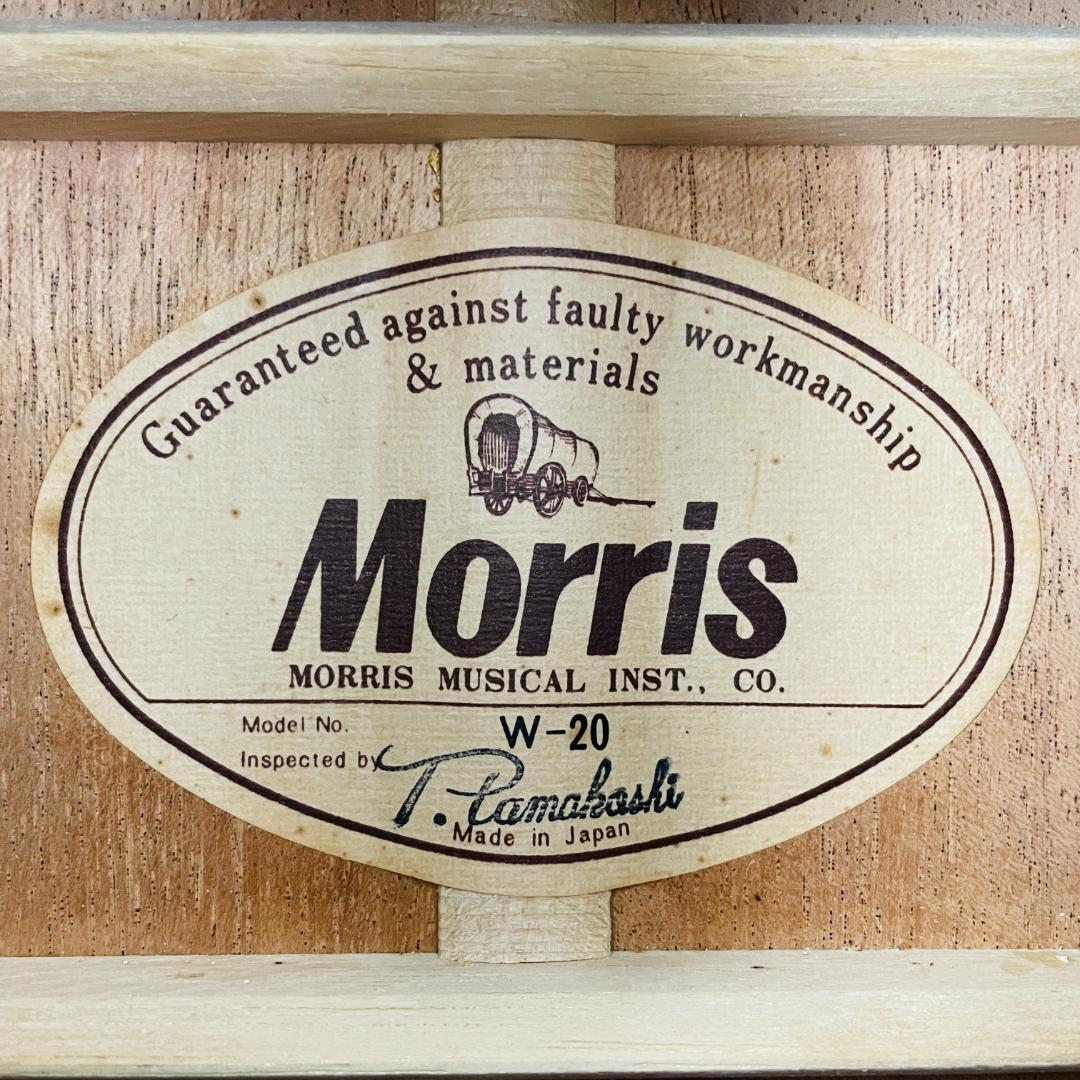 Guaranteed against faulty workmanship
& materials
Morris
MORRIS MUSICAL INST., CO.
Model No. W-20
Inspected by T.
Made in Japan